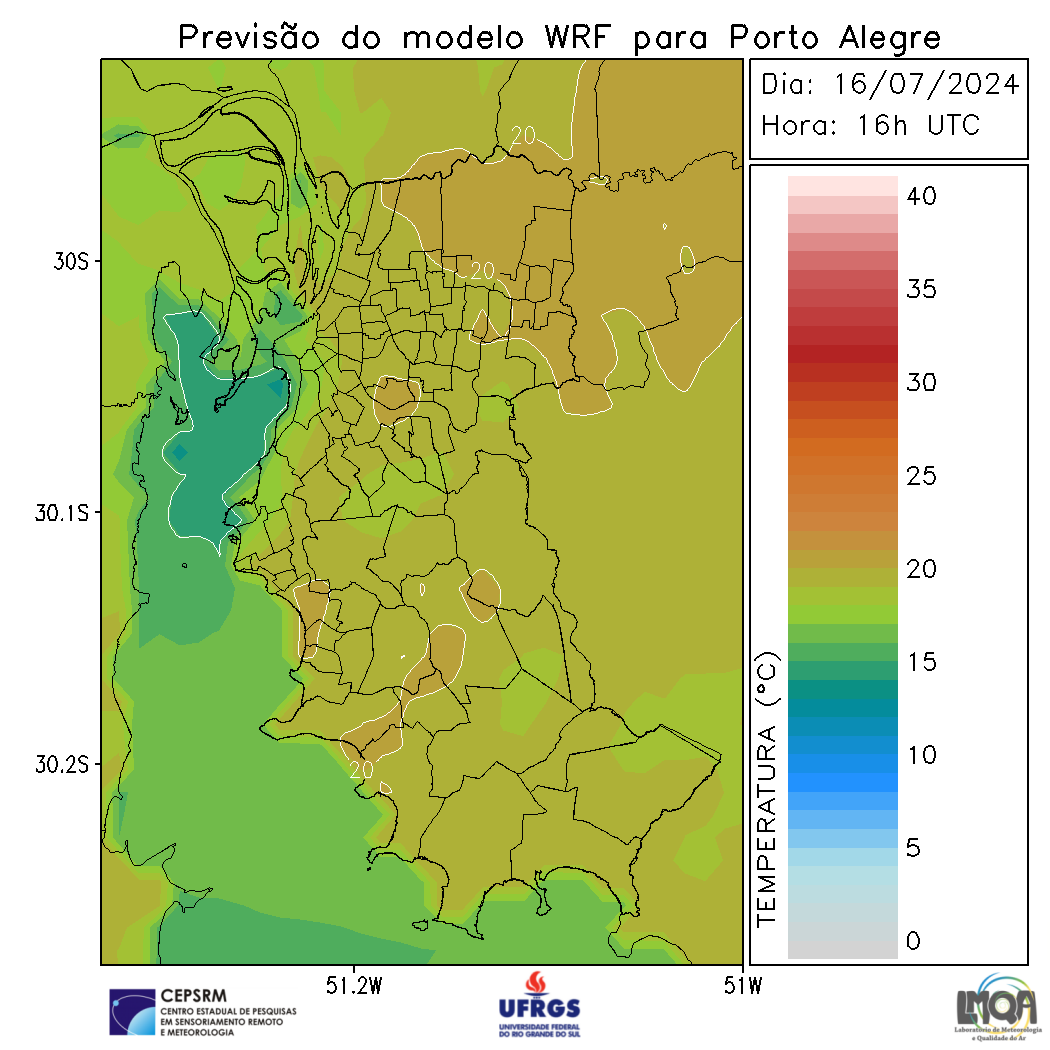 Previsão do modelo WRF para Porto Alegre
Dia: 16/07/2024
Hora: 16h UTC
20
20
20
30S
30.1S
30.2S
51.2W
51W
40
35
30
25
20
15
10
5
0
TEMPERATURA (°C)
CEPSRM
CENTRO ESTADUAL DE PESQUISAS
EM SENSORIAMENTO REMOTO
E METEOROLOGIA
UFRGS
UNIVERSIDADE FEDERAL
DO RIO GRANDE DO SUL
LMQA
Laboratório de Meteorologia
e Qualidade do Ar